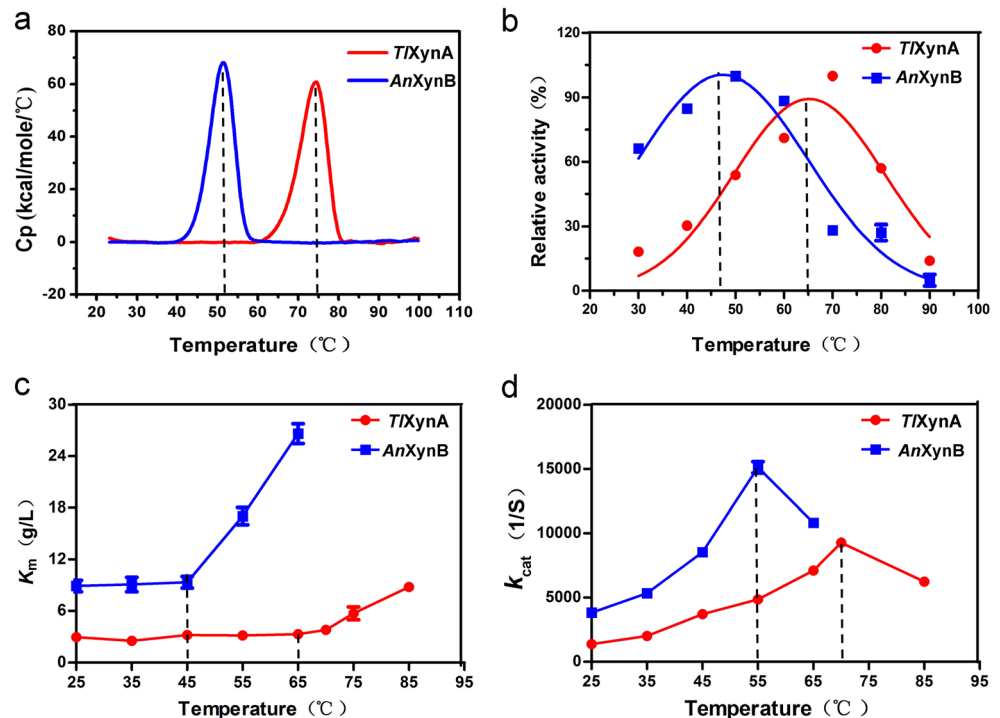 a
80
60
40
20
0
-20
Cp (kcal/mole/℃)
TlXynA
AnXynB
20 30 40 50 60 70 80 90 100 110
Temperature（℃）
b
120
90
60
30
0
Relative activity (%)
TlXynA
AnXynB
20 30 40 50 60 70 80 90 100
Temperature（℃）
c
30
24
18
12
6
0
Km（g/L）
TlXynA
AnXynB
25 35 45 55 65 75 85 95
Temperature（℃）
d
20000
15000
10000
5000
0
kcat (1/S)
TlXynA
AnXynB
25 35 45 55 65 75 85 95
Temperature（℃）